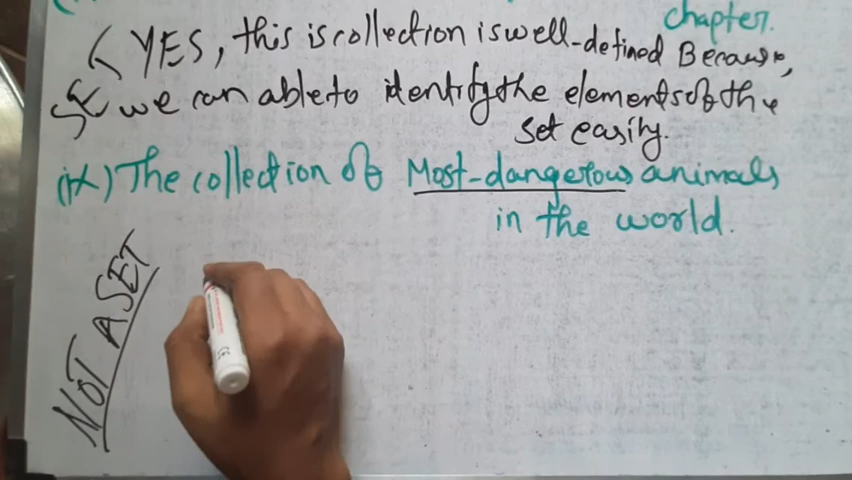 chapter.
YES, this is collection is well-defined Because,
we can able to identify the elements of the
set easily.
(ix) The collection of Most-dangerous animals
in the world.
NOT A SET